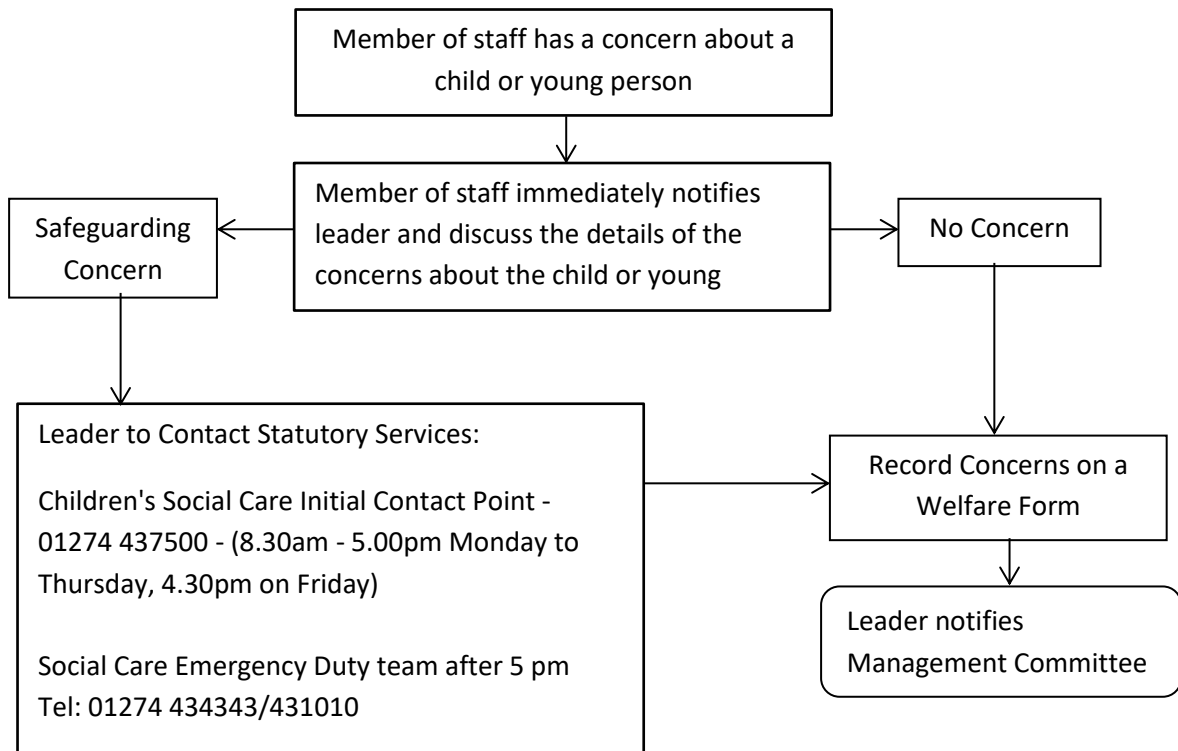 Member of staff has a concern about a
child or young person
Member of staff immediately notifies
leader and discuss the details of the
concerns about the child or young
Safeguarding
Concern
No Concern
Leader to Contact Statutory Services:
Children's Social Care Initial Contact Point -
01274 437500 - (8.30am - 5.00pm Monday to
Thursday, 4.30pm on Friday)
Social Care Emergency Duty team after 5 pm
Tel: 01274 434343/431010
Record Concerns on a
Welfare Form
Leader notifies
Management Committee